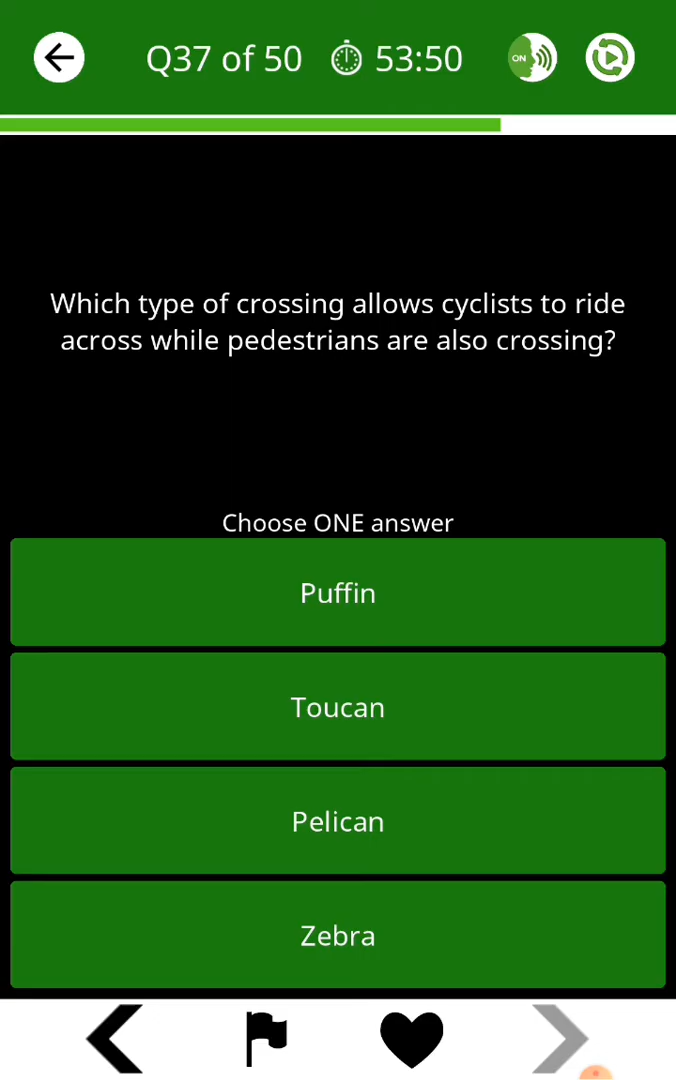 Q37 of 50 53:50 ON
Which type of crossing allows cyclists to ride
across while pedestrians are also crossing?
Choose ONE answer
Puffin
Toucan
Pelican
Zebra